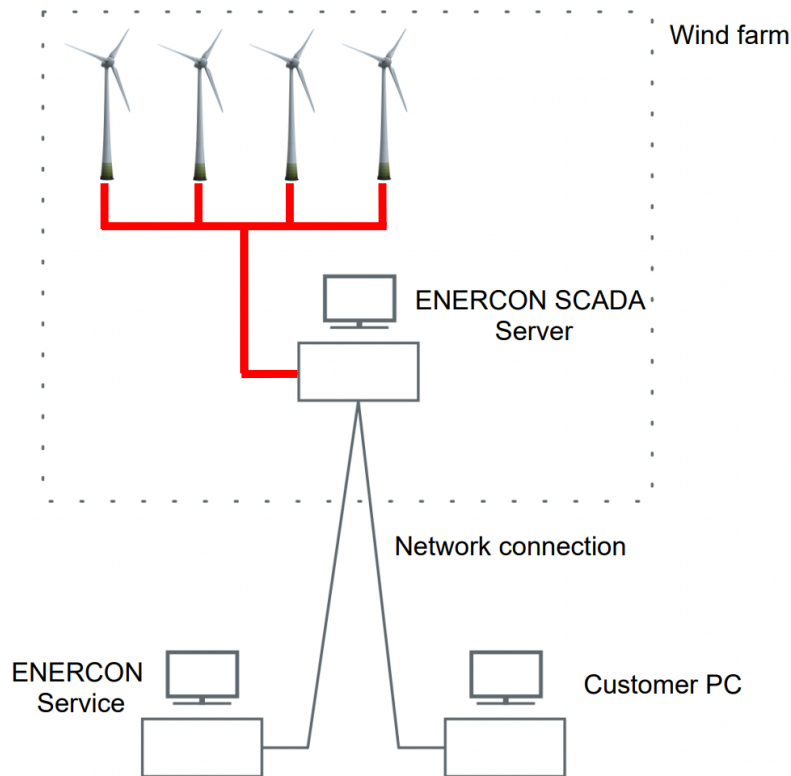 Wind farm
ENERCON SCADA
Server
Network connection
ENERCON
Service
Customer PC